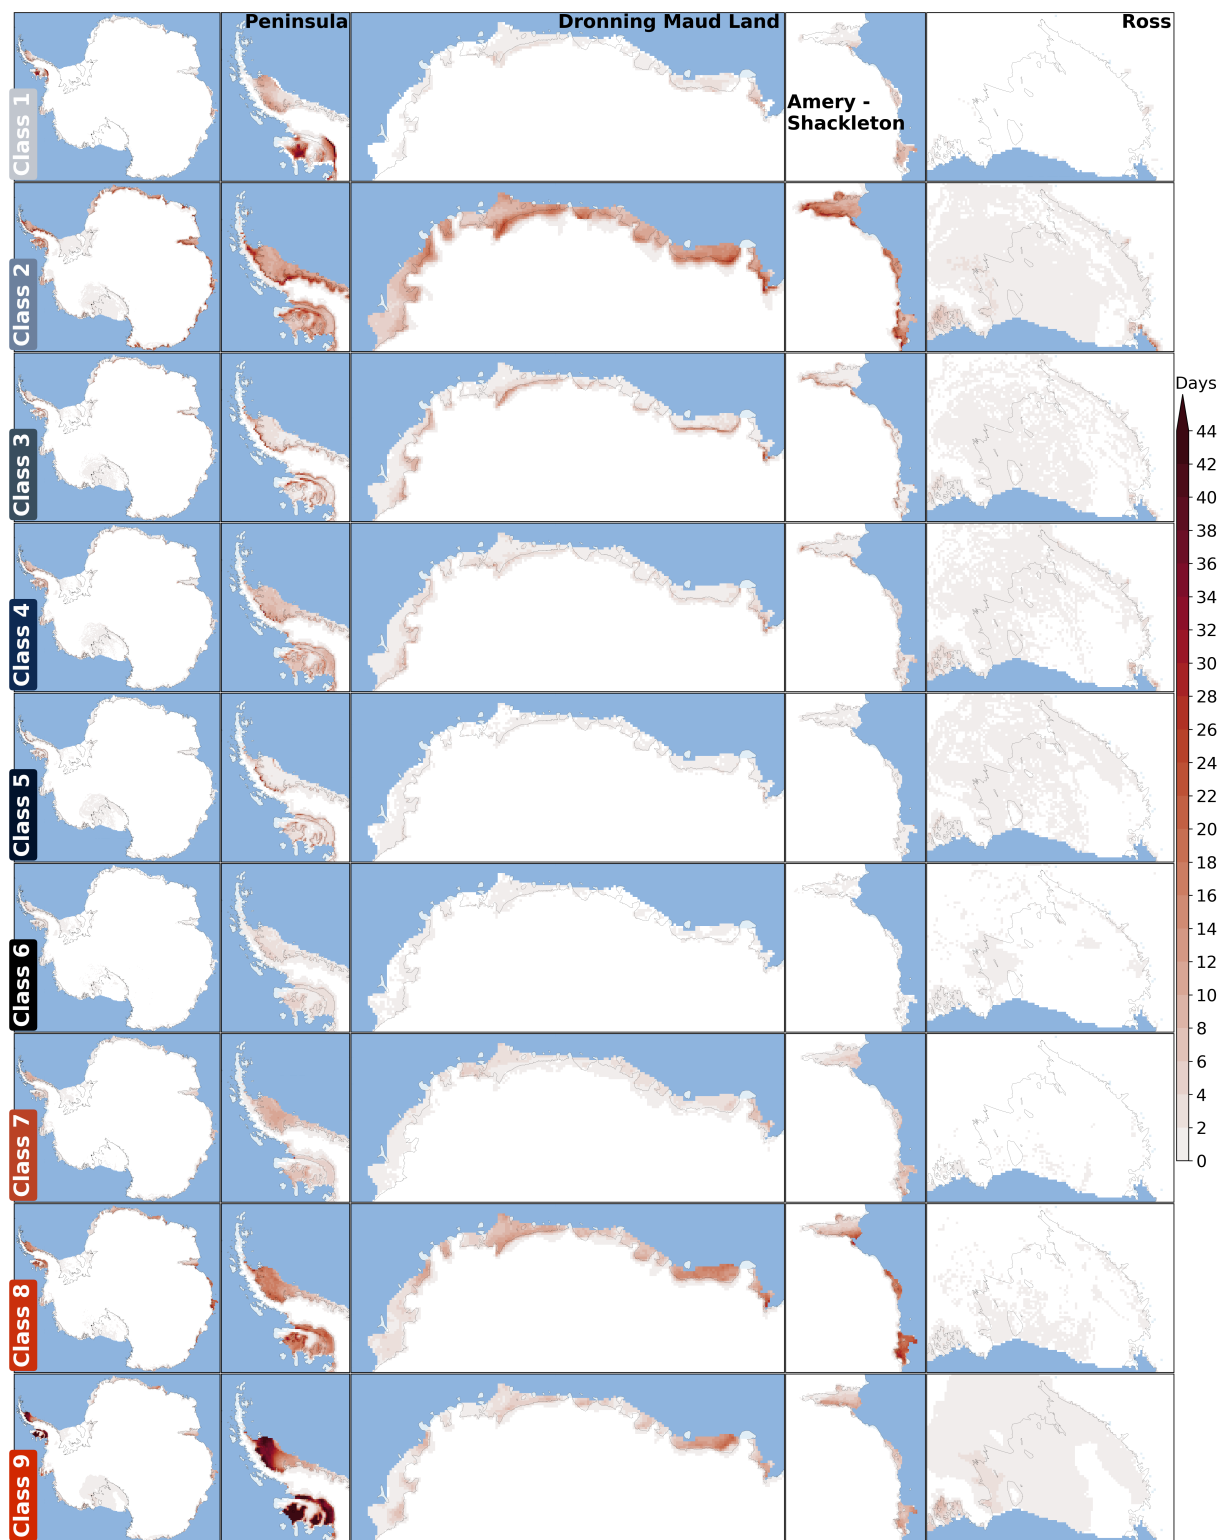 Peninsula
Dronning Maud Land
Ross
Amery -
Shackleton
Class 1
Class 2
Class 3
Class 4
Class 5
Class 6
Class 7
Class 8
Class 9
Days
44
42
40
38
36
34
32
30
28
26
24
22
20
18
16
14
12
10
8
6
4
2
0